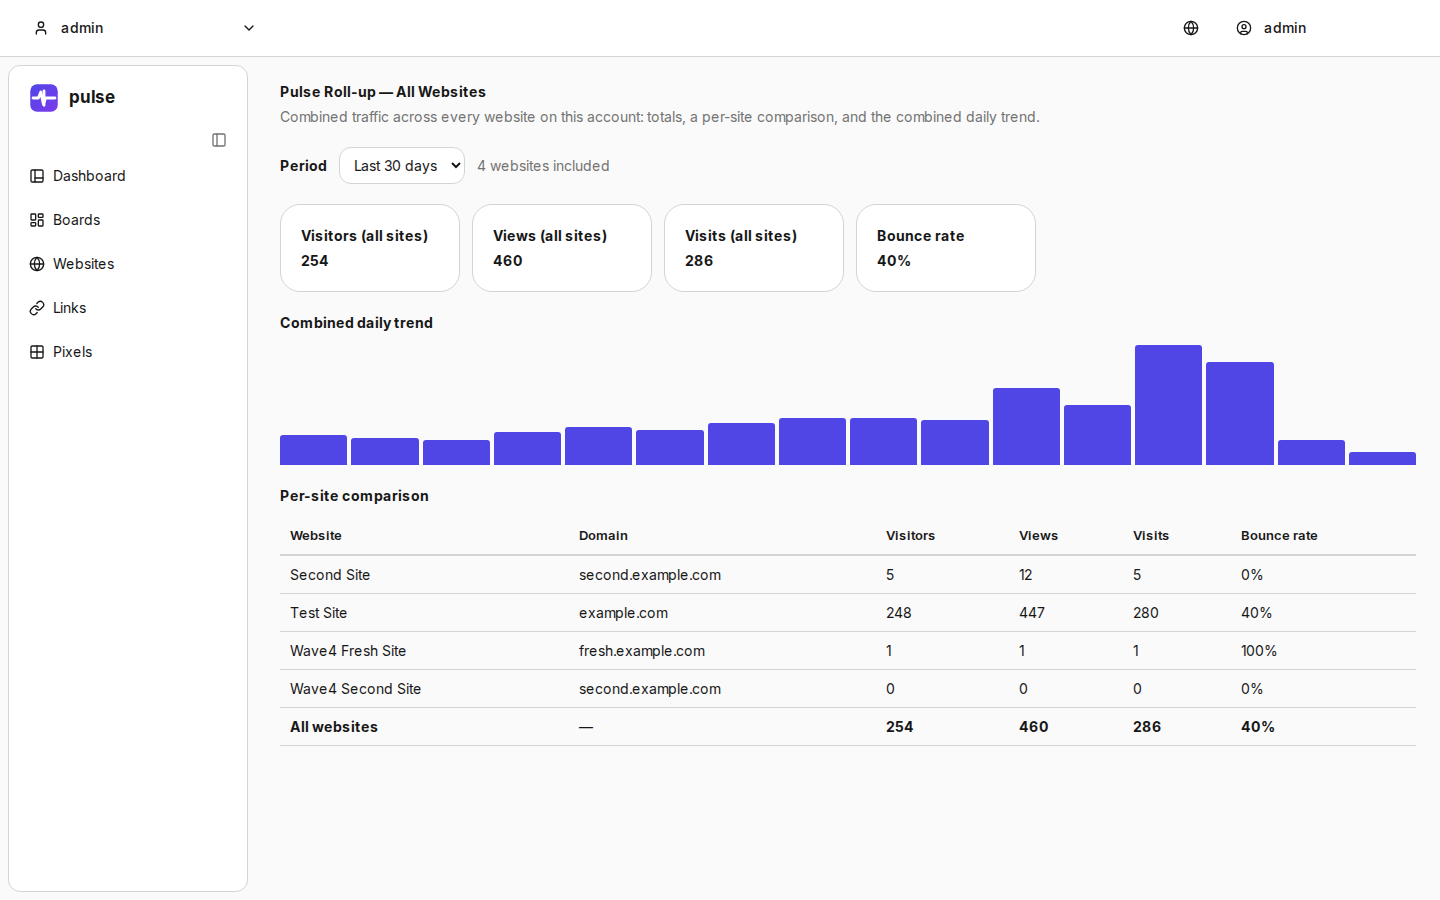 admin
admin
pulse
Dashboard
Boards
Websites
Links
Pixels
Pulse Roll-up — All Websites
Combined traffic across every website on this account: totals, a per-site comparison, and the combined daily trend.
Period Last 30 days 4 websites included
Visitors (all sites) Views (all sites) Visits (all sites) Bounce rate
254 460 286 40%
Combined daily trend
Per-site comparison
Website Domain Visitors Views Visits Bounce rate
Second Site second.example.com 5 12 5 0%
Test Site example.com 248 447 280 40%
Wave4 Fresh Site fresh.example.com 1 1 1 100%
Wave4 Second Site second.example.com 0 0 0 0%
All websites — 254 460 286 40%